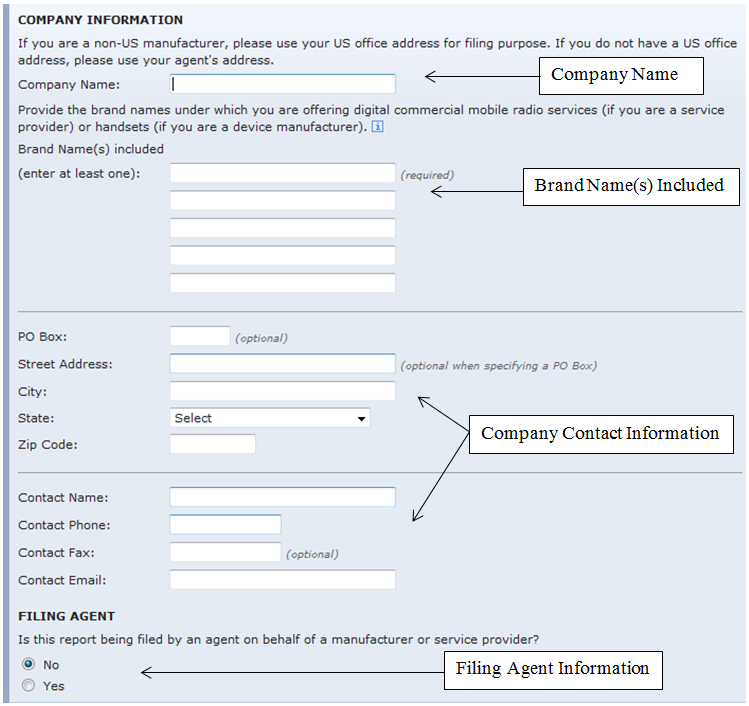 COMPANY INFORMATION
If you are a non-US manufacturer, please use your US office address for filing purpose. If you do not have a US office
address, please use your agent's address.
Company Name:
Company Name
Provide the brand names under which you are offering digital commercial mobile radio services (if you are a service
provider) or handsets (if you are a device manufacturer). i
Brand Name(s) included
(enter at least one): (required)
Brand Name(s) Included
PO Box: (optional)
Street Address: (optional when specifying a PO Box)
City:
State: Select
Company Contact Information
Zip Code:
Contact Name:
Contact Phone:
Contact Fax: (optional)
Contact Email:
FILING AGENT
Is this report being filed by an agent on behalf of a manufacturer or service provider?
No
Filing Agent Information
Yes